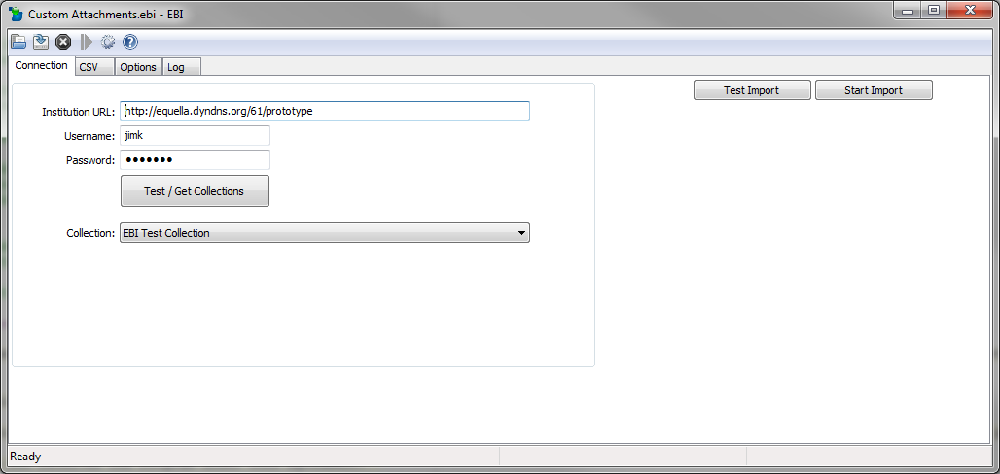 Custom Attachments.ebi - EBI
Connection CSV Options Log
Test Import Start Import
Institution URL: http://equella.dyndns.org/61/prototype
Username: jimk
Password: •••••••
Test / Get Collections
Collection: EBI Test Collection
Ready